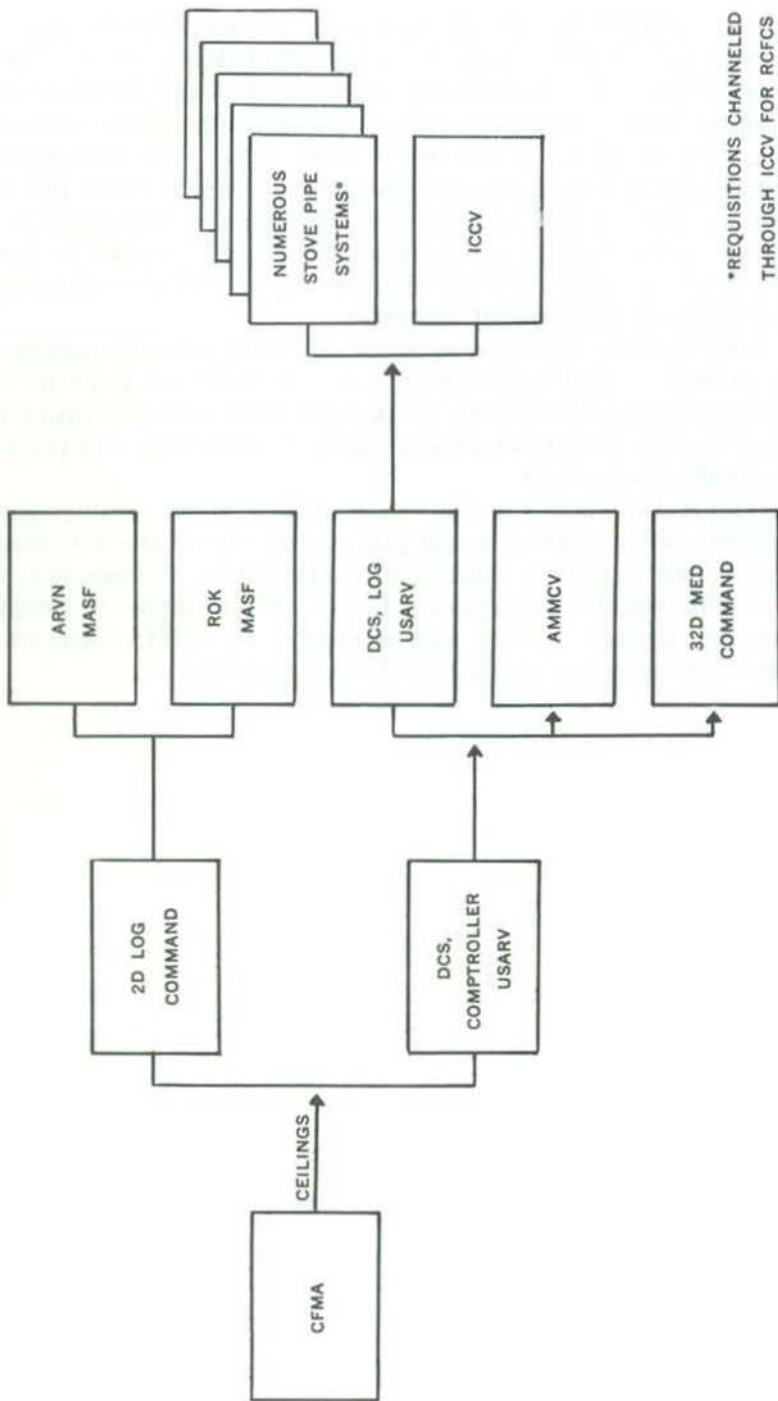 CFMA
CEILINGS
2D LOG
COMMAND
DCS,
COMPTROLLER
USARV
ARVN
MASF
ROK
MASF
DCS, LOG
USARV
AMMCV
32D MED
COMMAND
NUMEROUS
STOVE PIPE
SYSTEMS*
ICCV
*REQUISITIONS CHANNELED
THROUGH ICCV FOR RCFCS